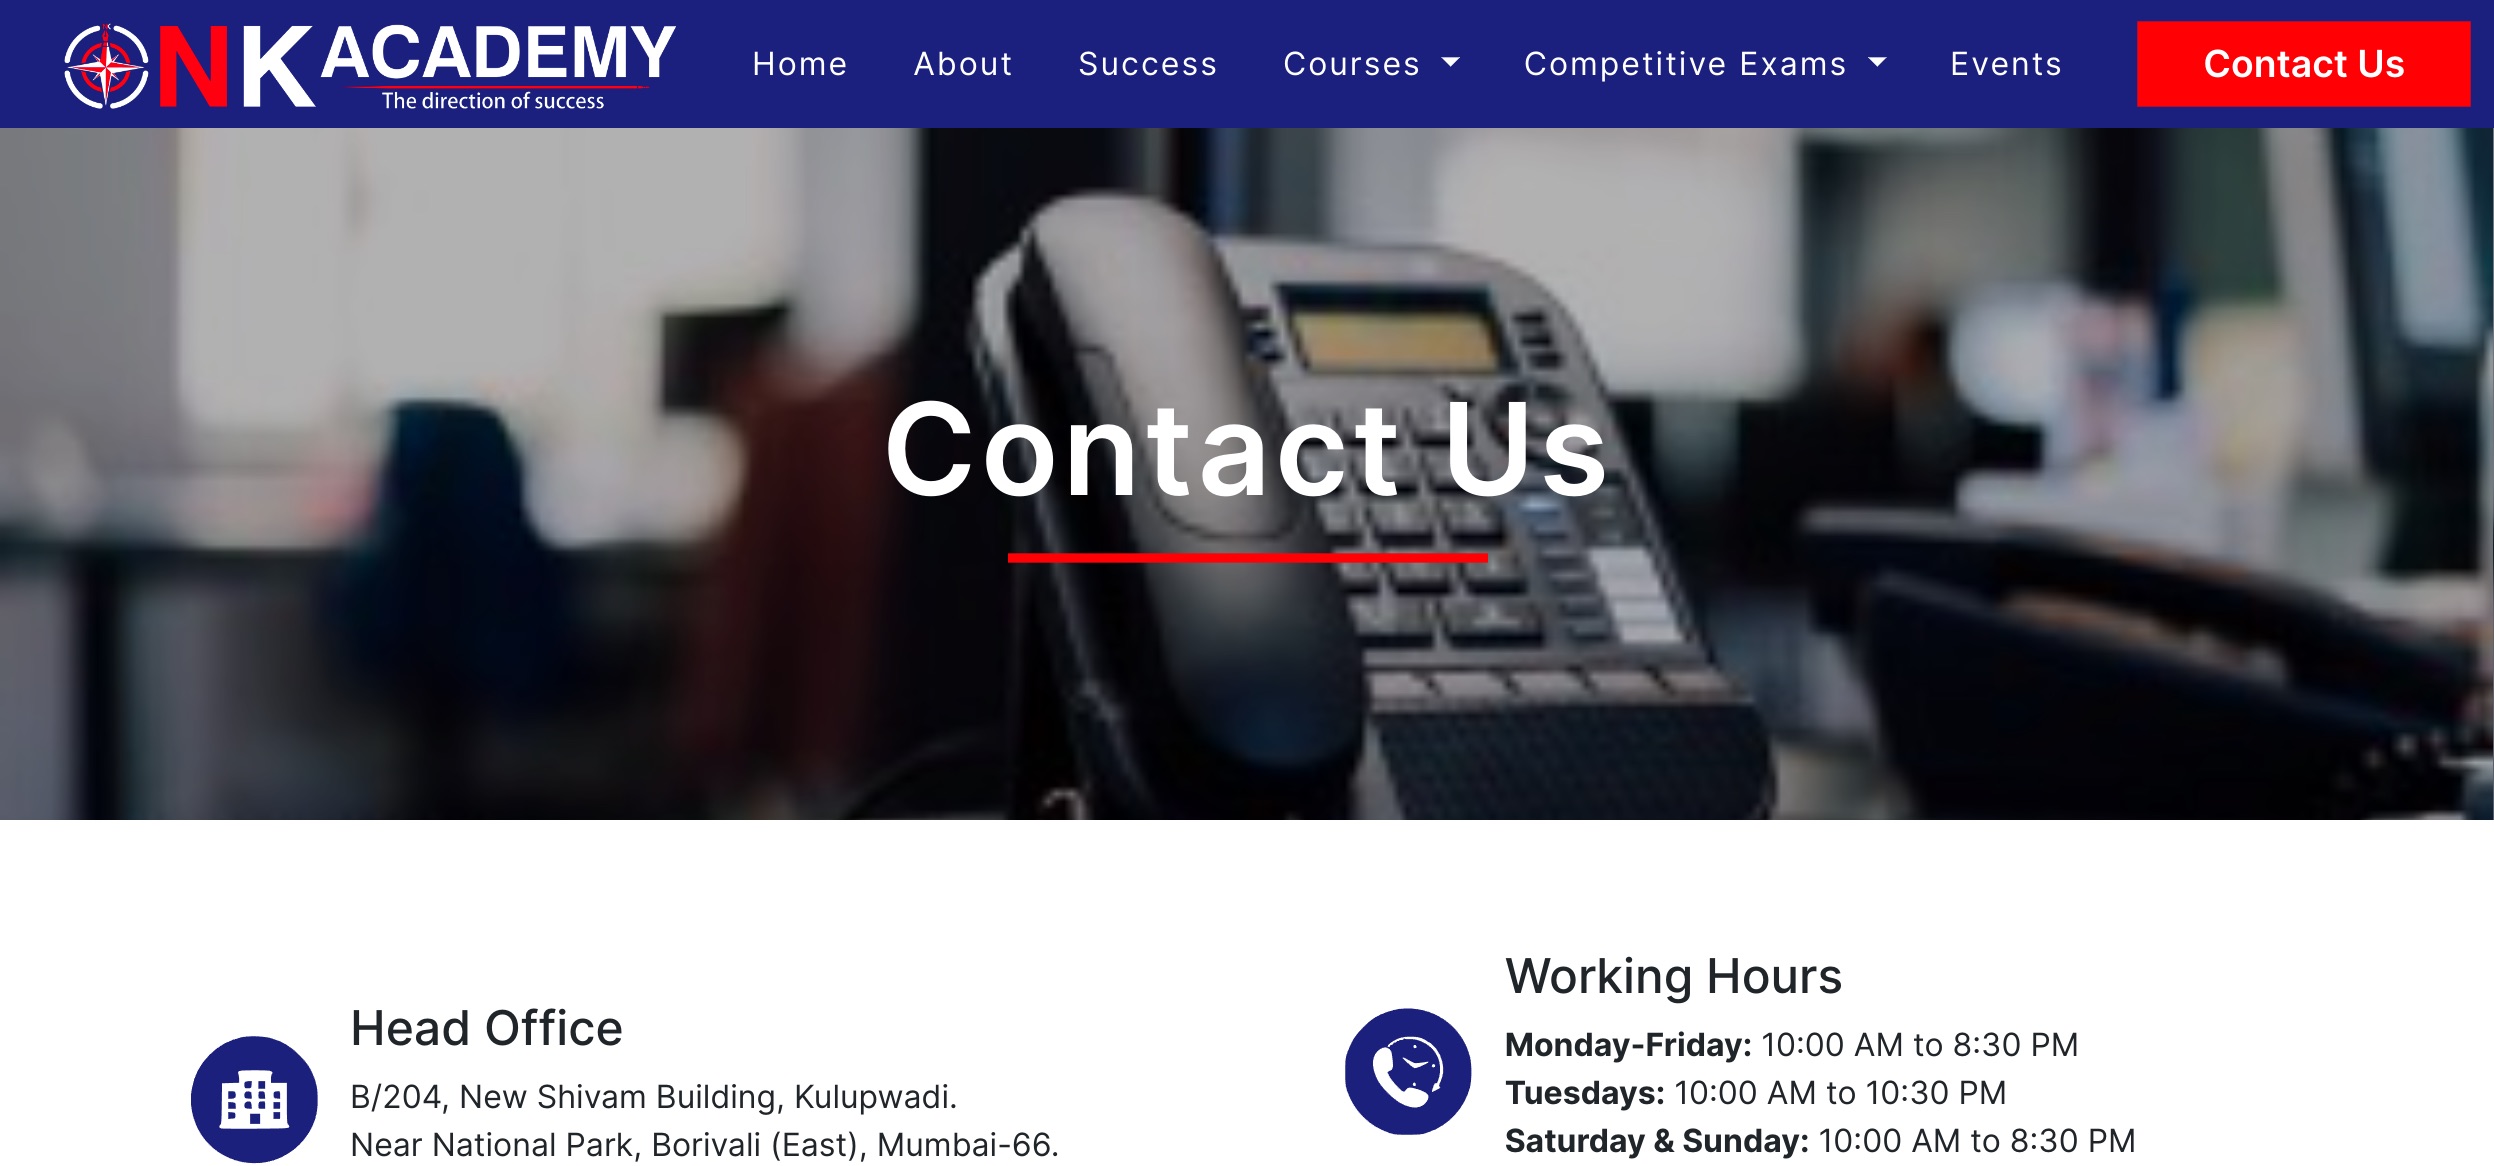 NK ACADEMY
The direction of success
Home About Success Courses Competitive Exams Events Contact Us
Contact Us
Head Office
B/204, New Shivam Building, Kulupwadi.
Near National Park, Borivali (East), Mumbai-66.
Working Hours
Monday-Friday: 10:00 AM to 8:30 PM
Tuesdays: 10:00 AM to 10:30 PM
Saturday & Sunday: 10:00 AM to 8:30 PM